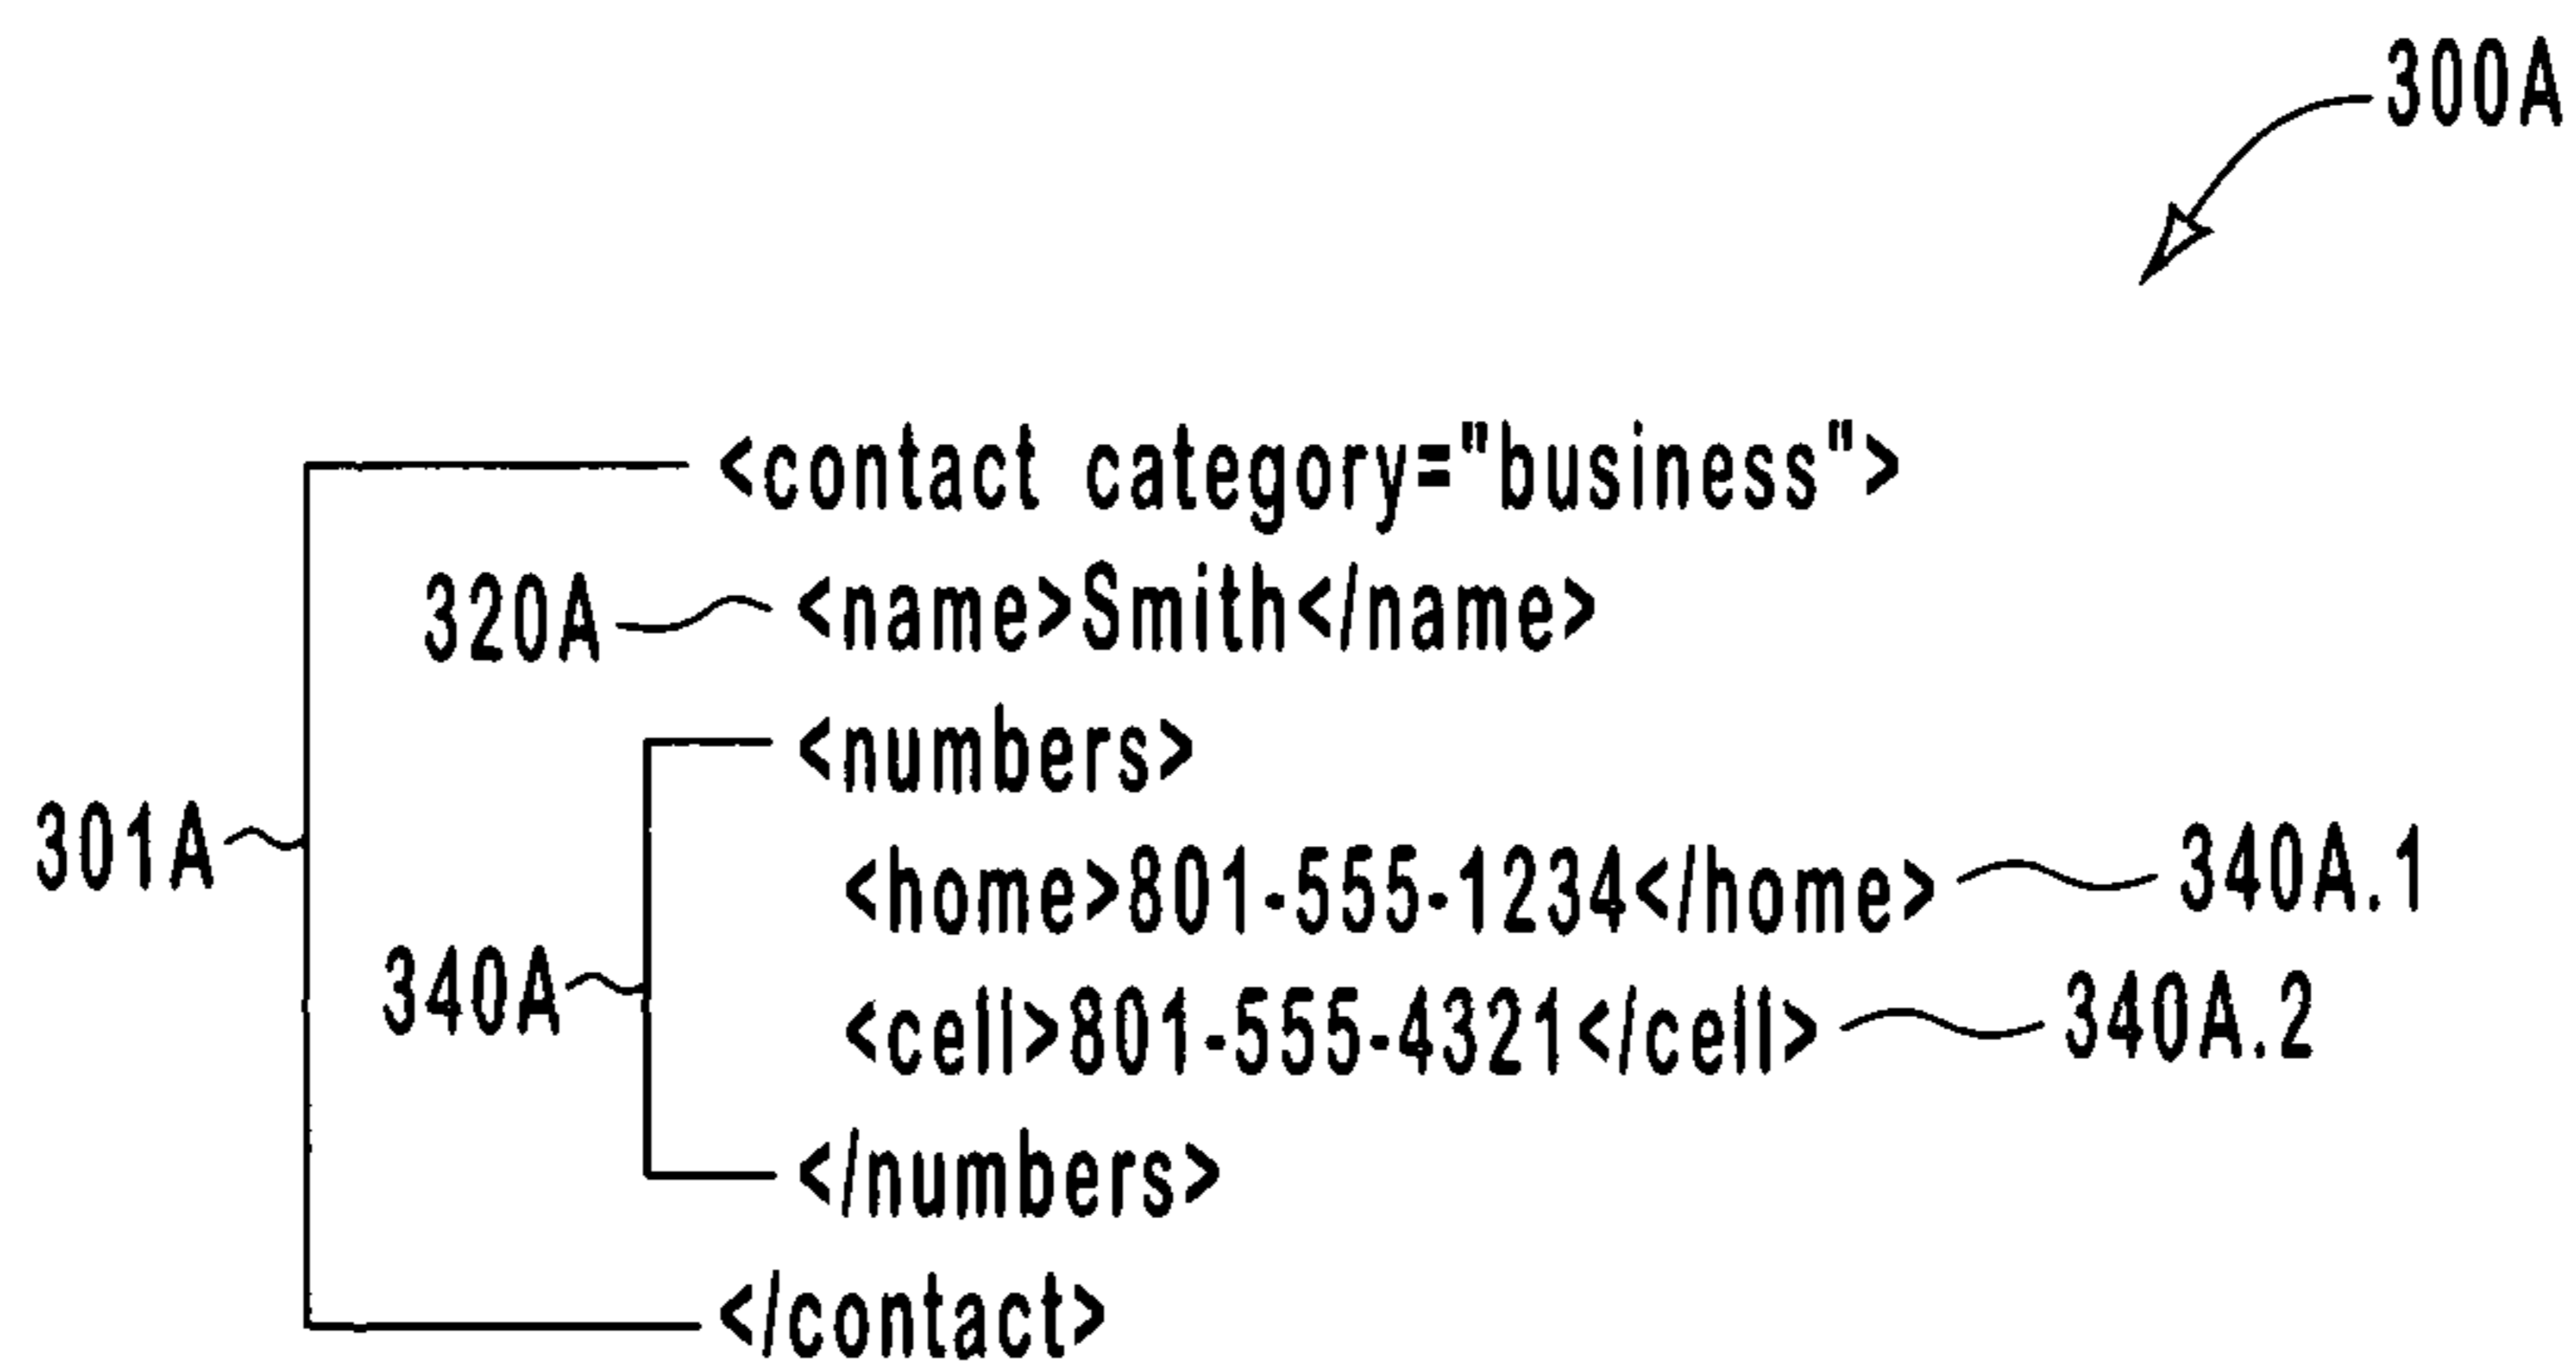 300A
<contact category="business">
320A <name>Smith</name>
<numbers>
301A <home>801-555-1234</home> 340A.1
340A <cell>801-555-4321</cell> 340A.2
</numbers>
</contact>